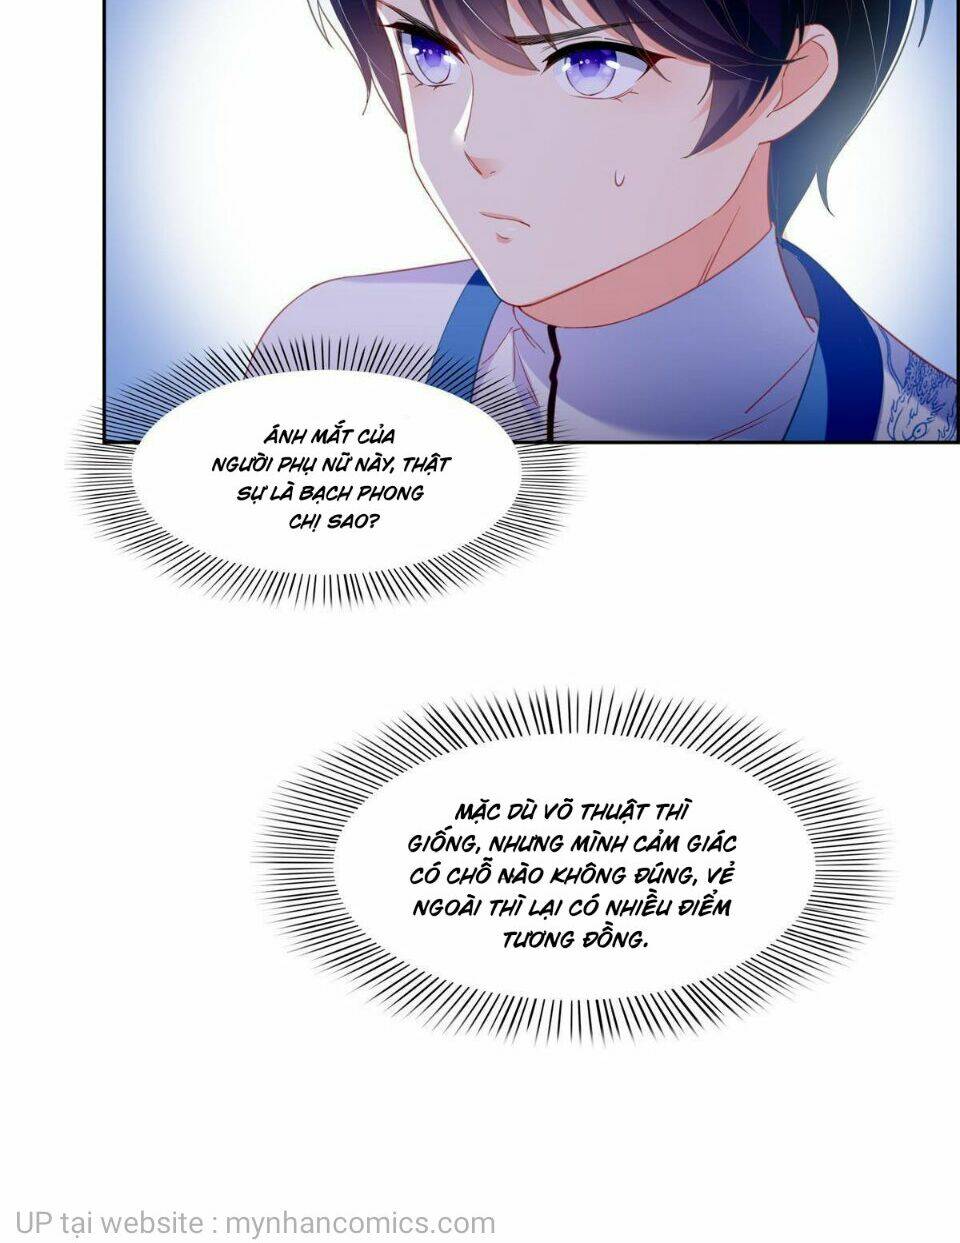 ÁNH MẮT CỦA
NGƯỜI PHỤ NỮ NÀY, THẬT
SỰ LÀ BẠCH PHONG
CHỊ SAO?
MẶC DÙ VÕ THUẬT THÌ
GIỐNG, NHƯNG MÌNH CẢM GIÁC
CÓ CHỖ NÀO KHÔNG ĐÚNG, VẺ
NGOÀI THÌ LẠI CÓ NHIỀU ĐIỂM
TƯƠNG ĐỒNG.
UP tại website : mynhancomics.com